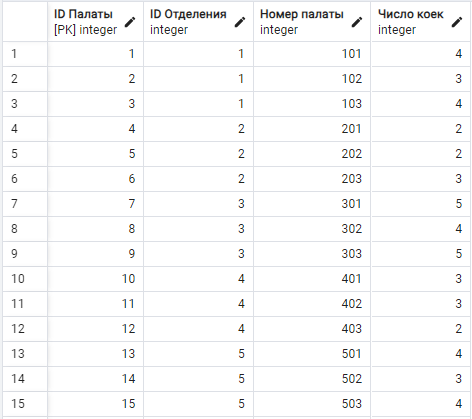 ID Палаты ID Отделения Номер палаты Число коек
[PK] integer integer integer integer
1 1 1 101 4
2 2 1 102 3
3 3 1 103 4
4 4 2 201 2
5 5 2 202 2
6 6 2 203 3
7 7 3 301 5
8 8 3 302 4
9 9 3 303 5
10 10 4 401 3
11 11 4 402 3
12 12 4 403 2
13 13 5 501 4
14 14 5 502 3
15 15 5 503 4